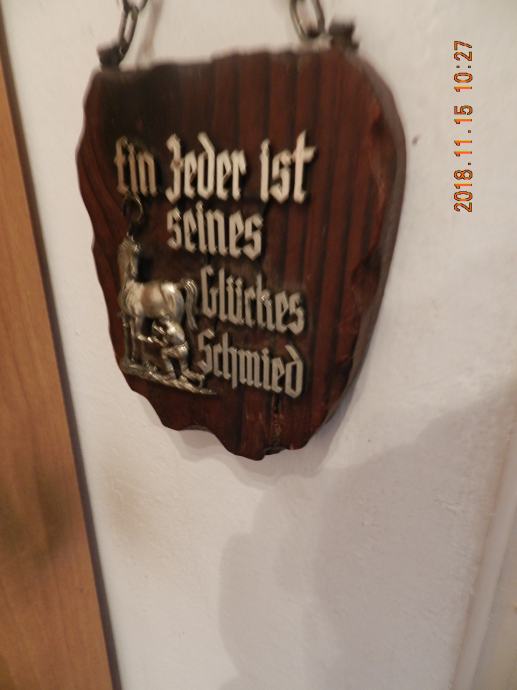 Ein Jeder ist
seines
Glückes
Schmied
2018.11.15 10:27